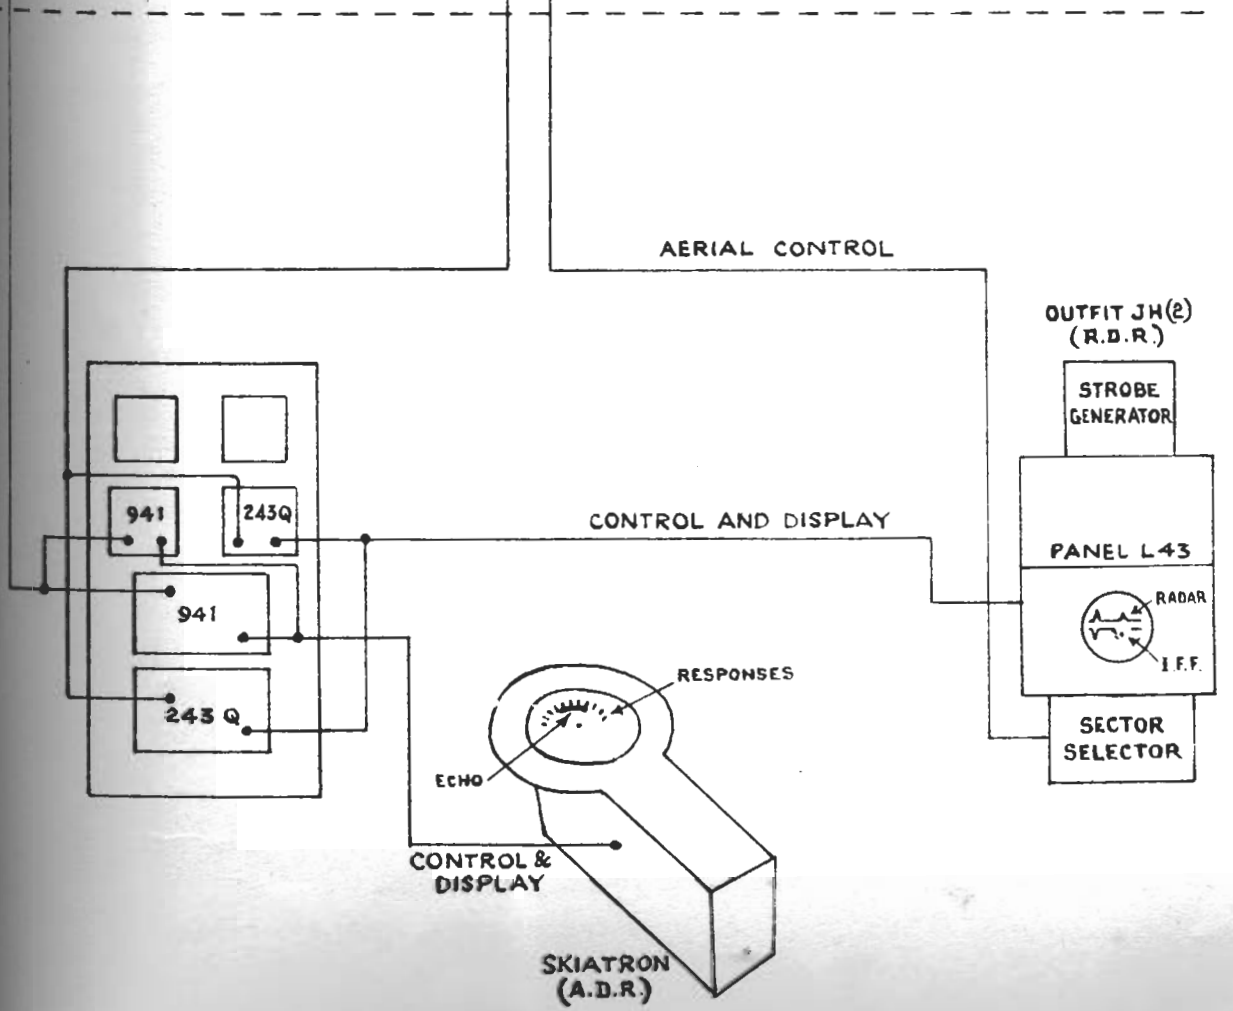 AERIAL CONTROL
OUTFIT JH(2)
(R.D.R.)
STROBE
GENERATOR
941
243Q
CONTROL AND DISPLAY
PANEL L43
RADAR
941
I.F.F.
RESPONSES
243 Q
SECTOR
SELECTOR
ECHO
CONTROL &
DISPLAY
SKIATRON
(A.D.R.)